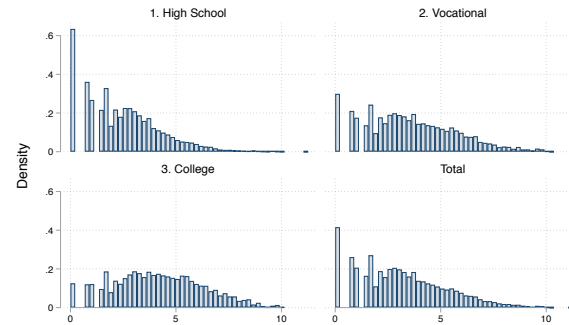 1. High School
2. Vocational
.6
.4
.2
0
Density
3. College
Total
.6
.4
.2
0
0
5
10
0
5
10